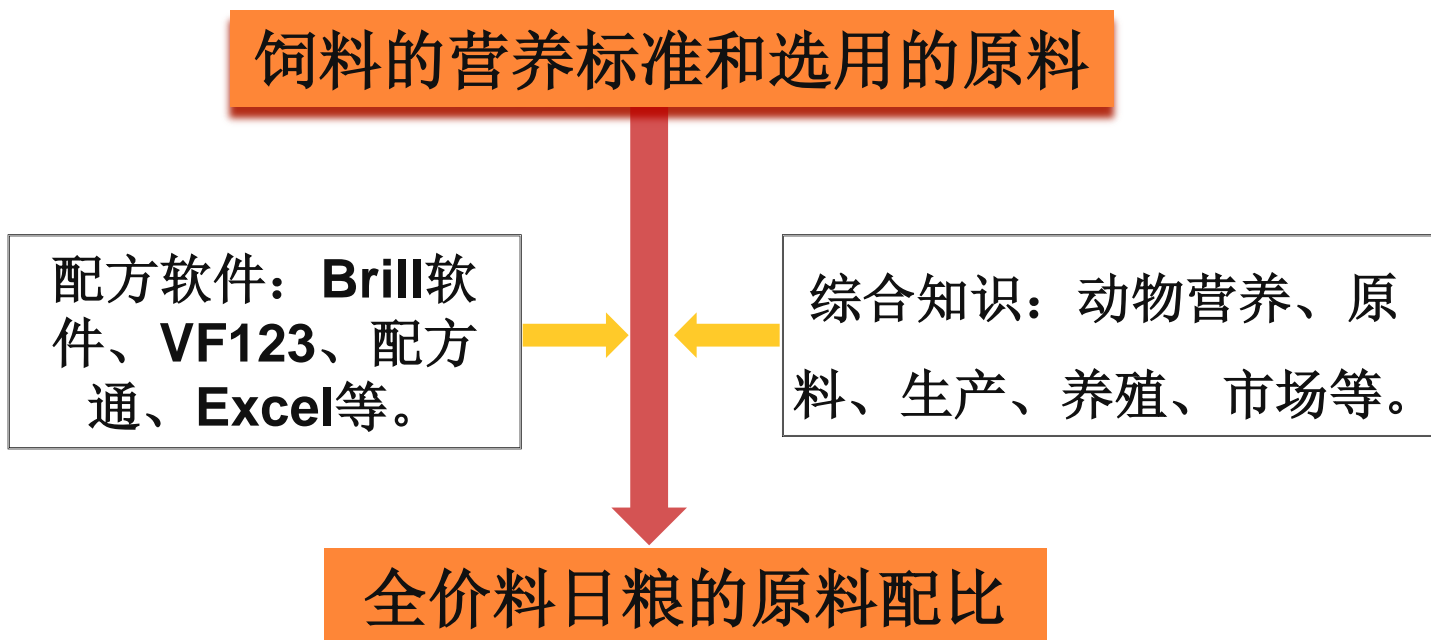 饲料的营养标准和选用的原料
配方软件：Brill软
件、VF123、配方
通、Excel等。
综合知识：动物营养、原
料、生产、养殖、市场等。
全价料日粮的原料配比